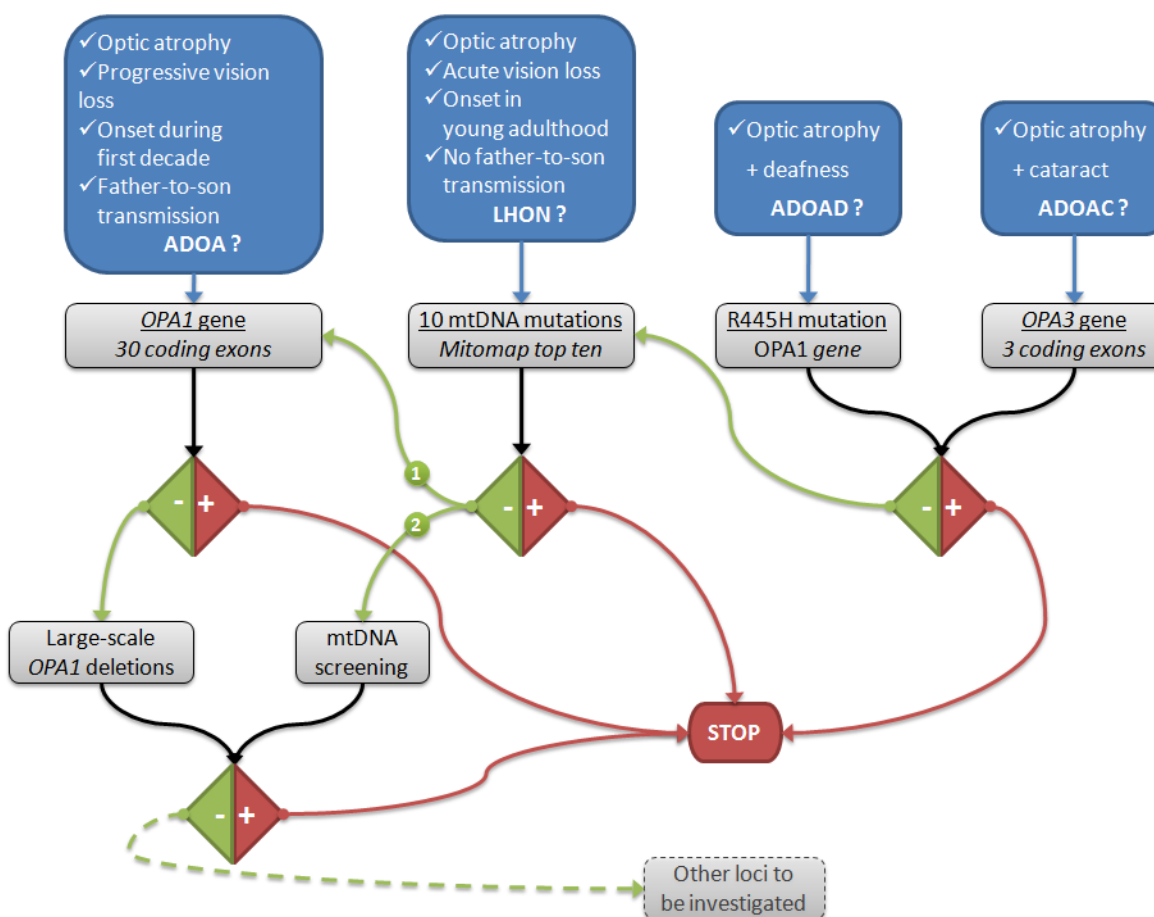 ✓Optic atrophy
✓Progressive vision
loss
✓Onset during
first decade
✓Father-to-son
transmission
ADOA ?
✓Optic atrophy
✓Acute vision loss
✓Onset in
young adulthood
✓No father-to-son
transmission
LHON ?
✓Optic atrophy
+ deafness
ADOAD ?
✓Optic atrophy
+ cataract
ADOAC ?
OPA1 gene
30 coding exons
10 mtDNA mutations
Mitomap top ten
R445H mutation
OPA1 gene
OPA3 gene
3 coding exons
1
2
- +
- +
- +
Large-scale
OPA1 deletions
mtDNA
screening
STOP
- +
Other loci to
be investigated